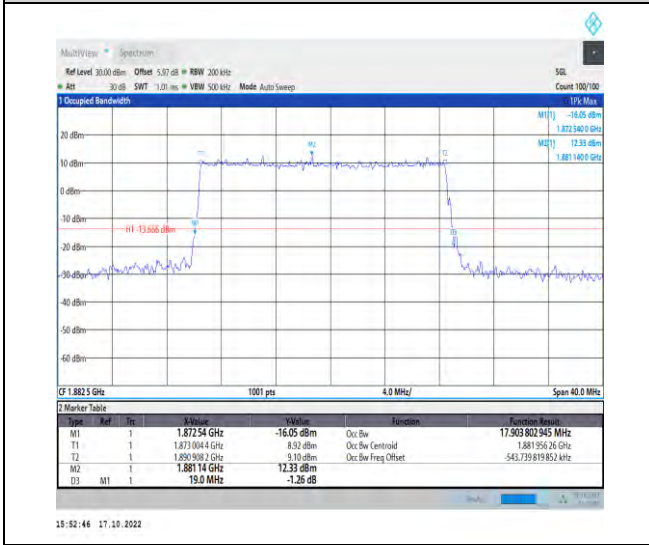 MultiView Spectrum
Ref Level 30.00 dBm Offset 5.97 dB RBW 200 kHz SGL
Att 30 dB SWT 1.01 ms VBW 500 kHz Mode Auto Sweep Count 100/100
1 Occupied Bandwidth 1Pk Max
M1[1] -16.05 dBm
1.872 540 0 GHz
M2[1] 12.33 dBm
1.881 140 0 GHz
20 dBm
M2
T2
10 dBm
0 dBm
-10 dBm
M1
H1 -13.666 dBm
-20 dBm
-30 dBm
-40 dBm
-50 dBm
-60 dBm
CF 1.882 5 GHz 1001 pts 4.0 MHz/ Span 40.0 MHz
2 Marker Table
Type Ref Trc X-Value Y-Value Function Function Result
M1 1 1.872 54 GHz -16.05 dBm Occ Bw 17.903 802 945 MHz
T1 1 1.873 004 4 GHz 8.92 dBm Occ Bw Centroid 1.881 956 26 GHz
T2 1 1.890 908 2 GHz 9.10 dBm Occ Bw Freq Offset -543.739 819 852 kHz
M2 1 1.881 14 GHz 12.33 dBm
D3 M1 1 19.0 MHz -1.26 dB
15:52:46 17.10.2022